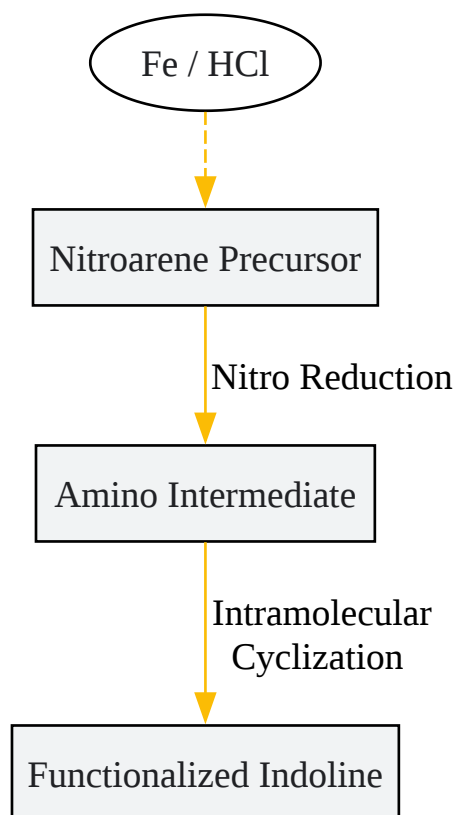 Fe / HCl
Nitroarene Precursor
Nitro Reduction
Amino Intermediate
Intramolecular
Cyclization
Functionalized Indoline